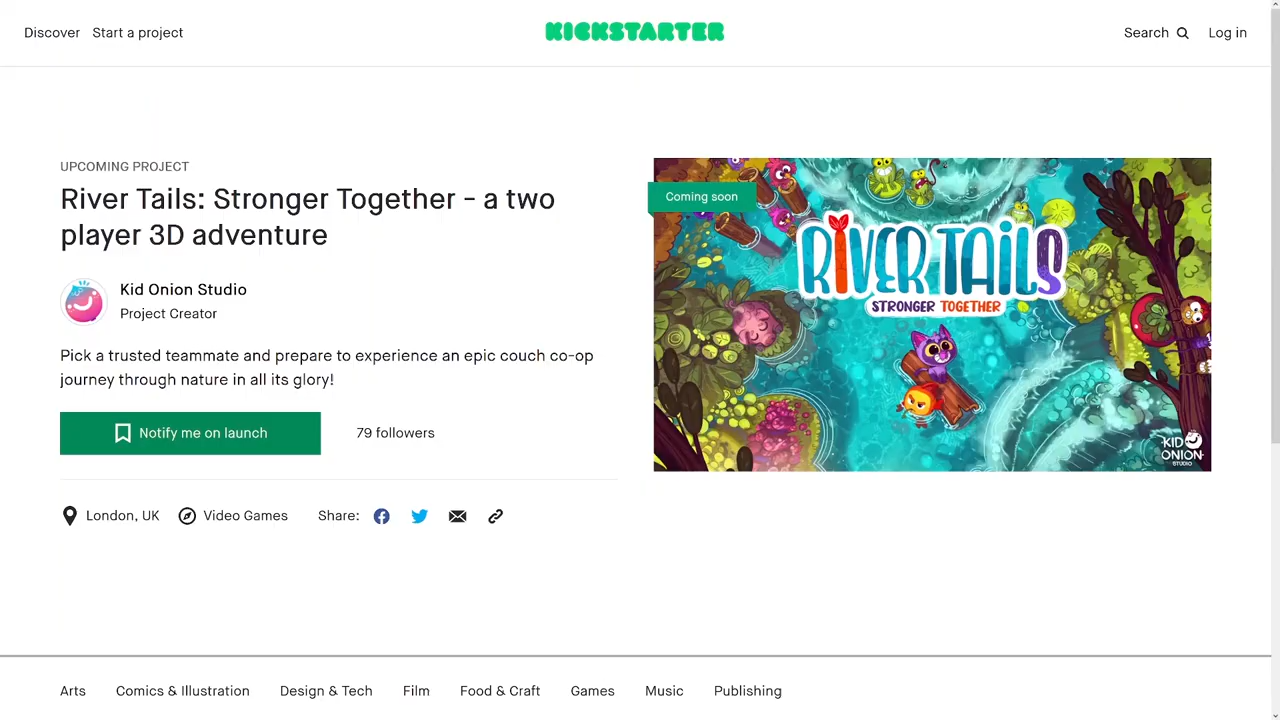 Discover Start a project KICKSTARTER Search Log in
UPCOMING PROJECT
River Tails: Stronger Together - a two
player 3D adventure
Kid Onion Studio
Project Creator
Pick a trusted teammate and prepare to experience an epic couch co-op
journey through nature in all its glory!
Notify me on launch 79 followers
London, UK Video Games Share:
Coming soon
RIVER TAILS
STRONGER TOGETHER
KID
ONION
STUDIO
Arts Comics & Illustration Design & Tech Film Food & Craft Games Music Publishing